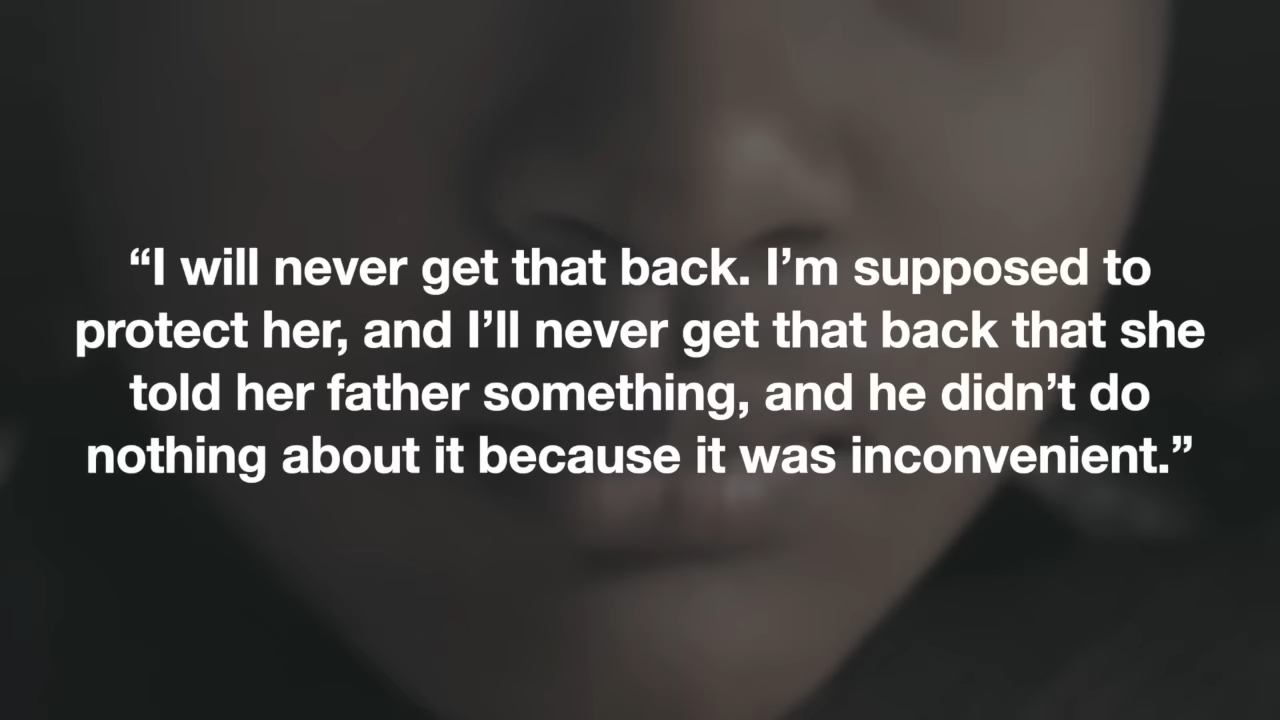 “I will never get that back. I’m supposed to
protect her, and I’ll never get that back that she
told her father something, and he didn’t do
nothing about it because it was inconvenient.”